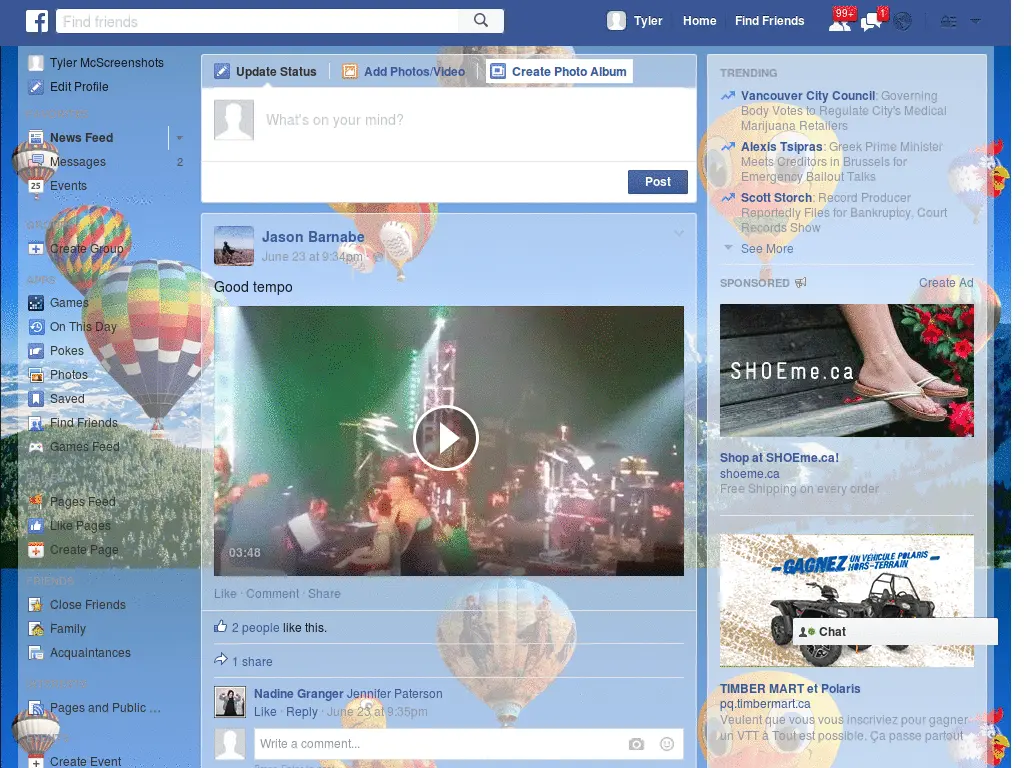 Find friends
Tyler
Home
Find Friends
99+
1
Tyler McScreenshots
Edit Profile
News Feed
Messages
2
25
Events
Create Group
APPS
Games
On This Day
Pokes
Photos
Saved
Find Friends
Games Feed
Pages Feed
Like Pages
Create Page
FRIENDS
Close Friends
Family
Acquaintances
Pages and Public ...
Create Event
Update Status
Add Photos/Video
Create Photo Album
What's on your mind?
Post
Jason Barnabe
June 23 at 9:34pm
Good tempo
03:48
Like · Comment · Share
2 people like this.
1 share
Nadine Granger Jennifer Paterson
Like · Reply · June 23 at 9:35pm
Write a comment...
TRENDING
Vancouver City Council: Governing
Body Votes to Regulate City's Medical
Marijuana Retailers
Alexis Tsipras: Greek Prime Minister
Meets Creditors in Brussels for
Emergency Bailout Talks
Scott Storch: Record Producer
Reportedly Files for Bankruptcy, Court
Records Show
See More
SPONSORED
Create Ad
SHOEme.ca
Shop at SHOEme.ca!
shoeme.ca
Free Shipping on every order
GAGNEZ UN VÉHICULE POLARIS
HORS-TERRAIN
Chat
TIMBER MART et Polaris
pq.timbermart.ca
Veulent que vous vous inscriviez pour gagner
un VTT à Tout est possible. Ça passe partout